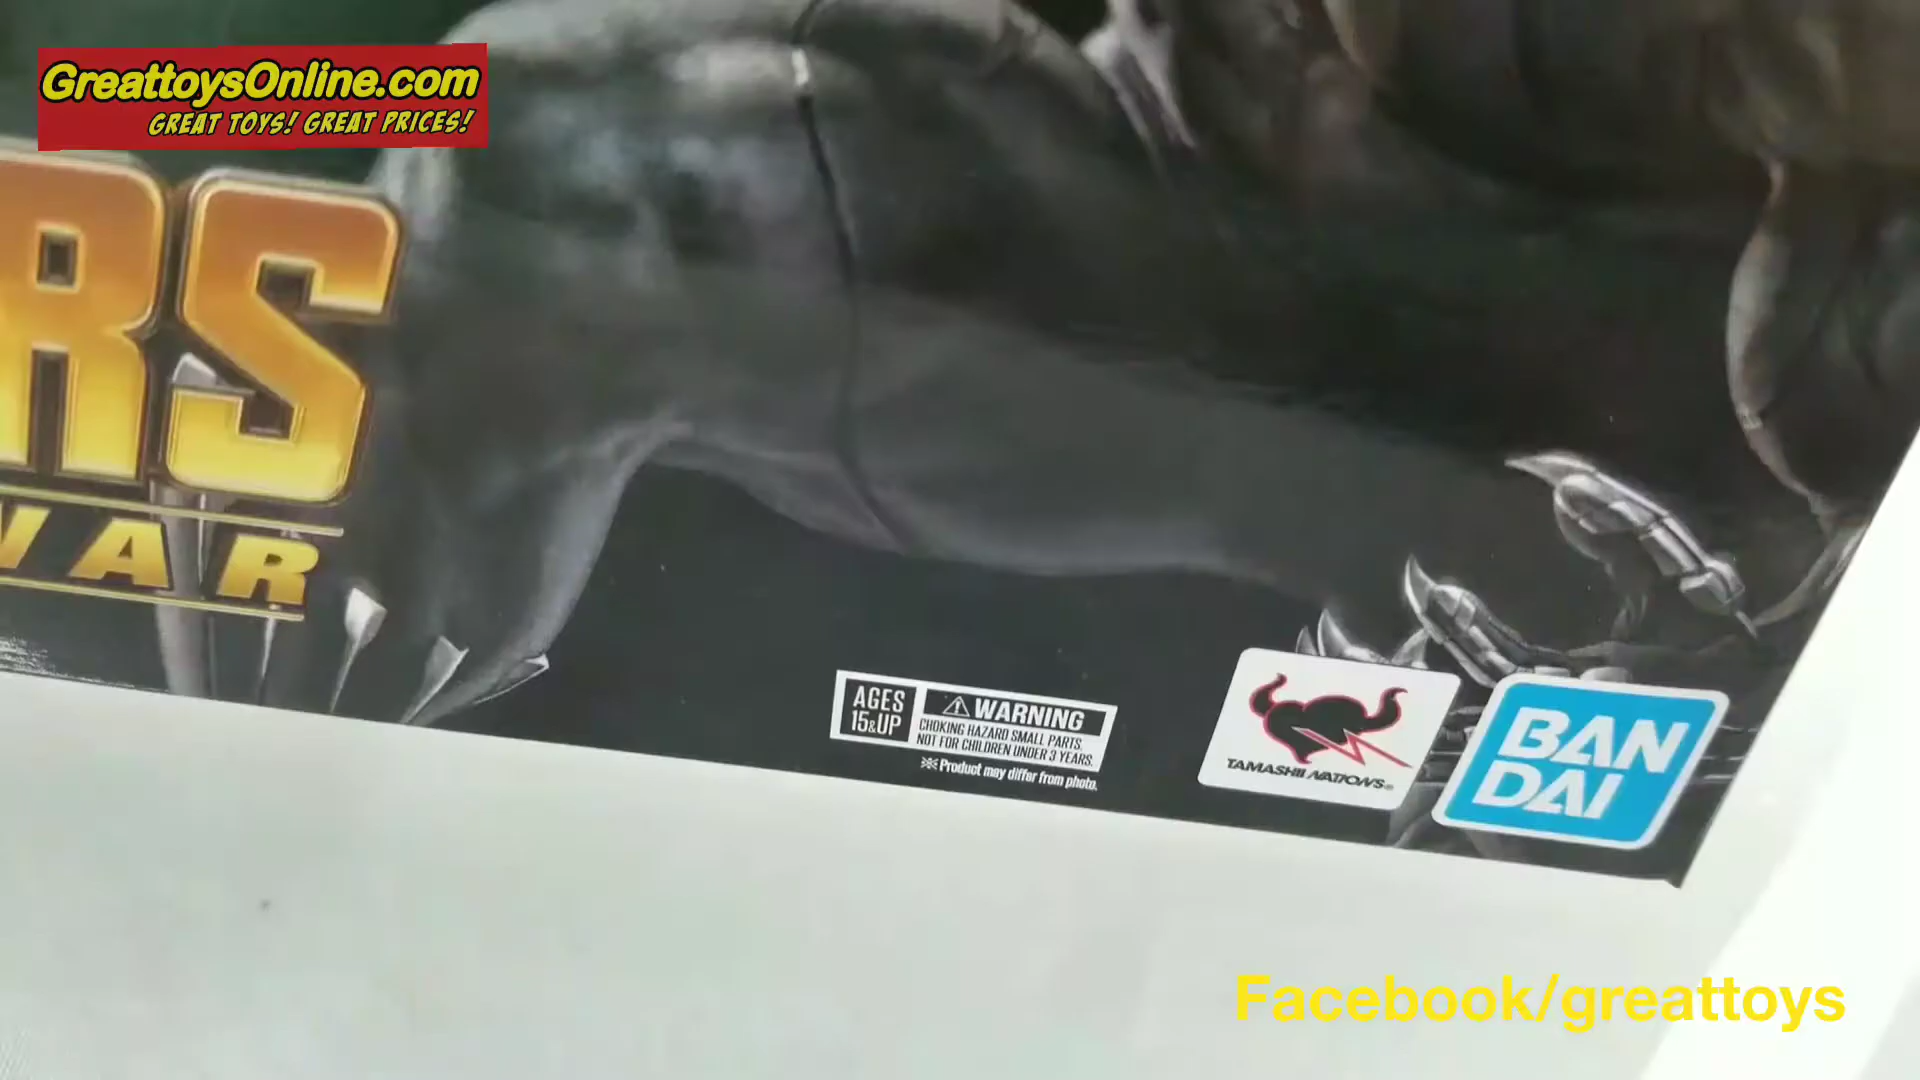 GreattoysOnline.com
GREAT TOYS! GREAT PRICES!
RS
WAR
AGES
15&UP
⚠WARNING
CHOKING HAZARD SMALL PARTS.
NOT FOR CHILDREN UNDER 3 YEARS.
※Product may differ from photo.
TAMASHII NATIONS
BAN
DAI
Facebook/greattoys